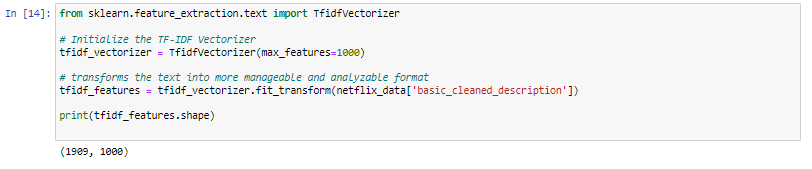 In [14]: from sklearn.feature_extraction.text import TfidfVectorizer
# Initialize the TF-IDF Vectorizer
tfidf_vectorizer = TfidfVectorizer(max_features=1000)
# transforms the text into more manageable and analyzable format
tfidf_features = tfidf_vectorizer.fit_transform(netflix_data['basic_cleaned_description'])
print(tfidf_features.shape)
(1909, 1000)